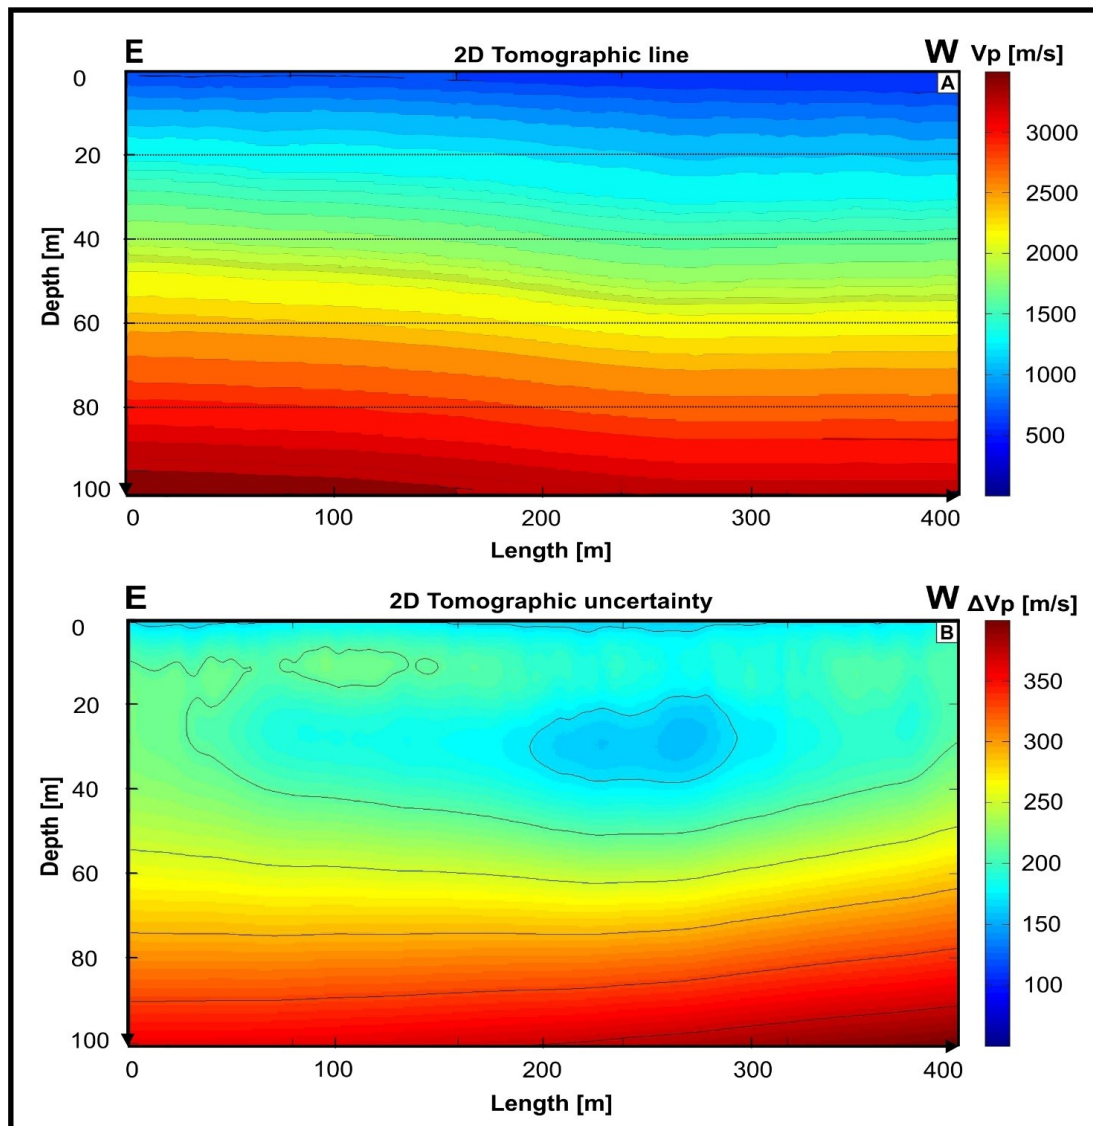 E 2D Tomographic line W Vp [m/s]
A
0
20
40
60
80
100
Depth [m]
0 100 200 300 400
Length [m]
3000
2500
2000
1500
1000
500
E 2D Tomographic uncertainty W ΔVp [m/s]
B
0
20
40
60
80
100
Depth [m]
0 100 200 300 400
Length [m]
350
300
250
200
150
100